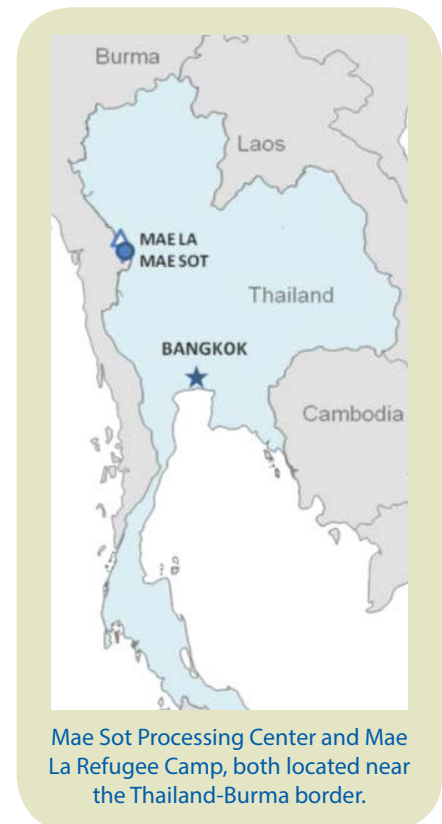 Burma
Laos
MAE LA
MAE SOT
Thailand
BANGKOK
Cambodia
Mae Sot Processing Center and Mae
La Refugee Camp, both located near
the Thailand-Burma border.